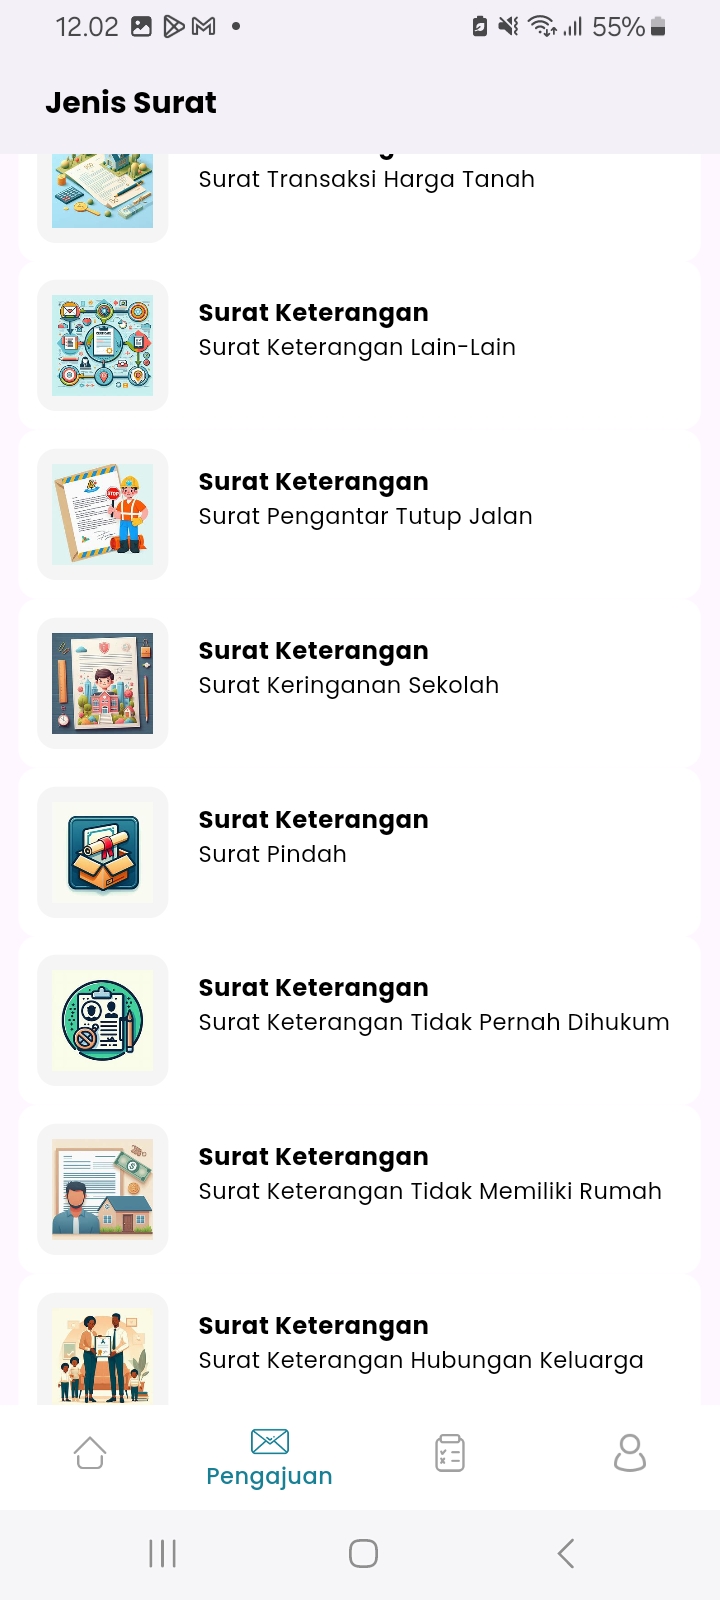 12.02
55%
Jenis Surat
Surat Transaksi Harga Tanah
Surat Keterangan
Surat Keterangan Lain-Lain
Surat Keterangan
Surat Pengantar Tutup Jalan
STOP
Surat Keterangan
Surat Keringanan Sekolah
Surat Keterangan
Surat Pindah
Surat Keterangan
Surat Keterangan Tidak Pernah Dihukum
Surat Keterangan
Surat Keterangan Tidak Memiliki Rumah
Surat Keterangan
Surat Keterangan Hubungan Keluarga
Pengajuan